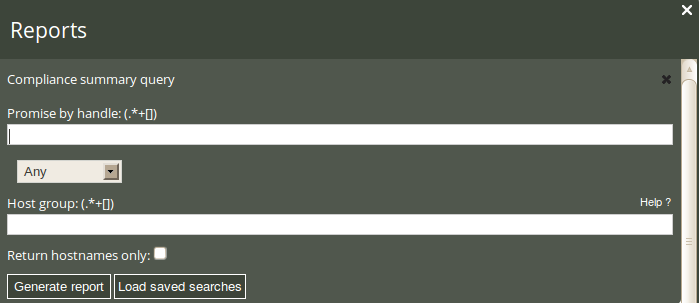 Reports
Compliance summary query
Promise by handle: (.*+[])
Any
Host group: (.*+[])
Help ?
Return hostnames only:
Generate report
Load saved searches